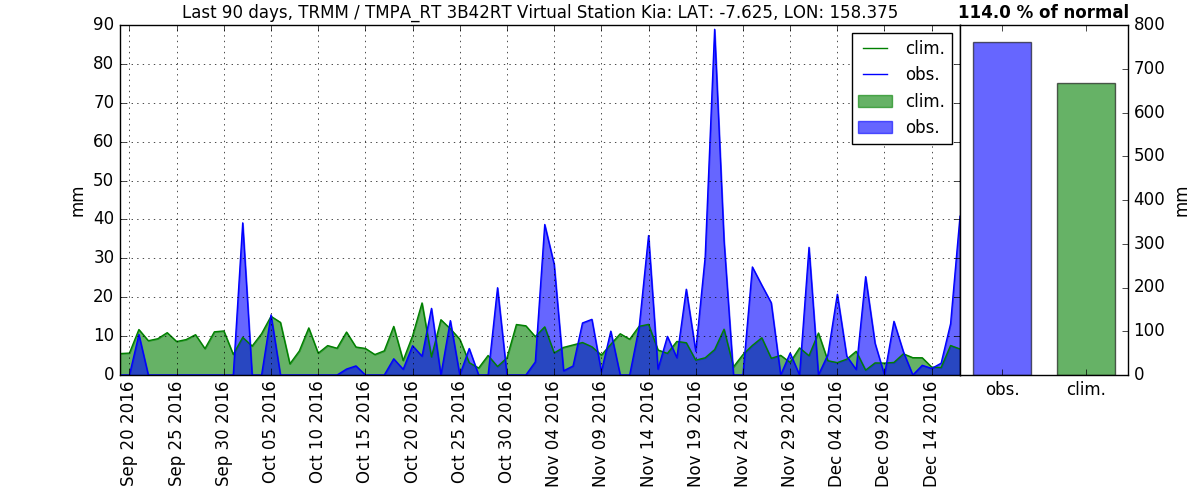 Last 90 days, TRMM / TMPA_RT 3B42RT Virtual Station Kia: LAT: -7.625, LON: 158.375
114.0 % of normal
90
80
70
60
50
40
30
20
10
0
mm
clim.
obs.
clim.
obs.
Sep 20 2016
Sep 25 2016
Sep 30 2016
Oct 05 2016
Oct 10 2016
Oct 15 2016
Oct 20 2016
Oct 25 2016
Oct 30 2016
Nov 04 2016
Nov 09 2016
Nov 14 2016
Nov 19 2016
Nov 24 2016
Nov 29 2016
Dec 04 2016
Dec 09 2016
Dec 14 2016
800
700
600
500
400
300
200
100
0
mm
obs.
clim.